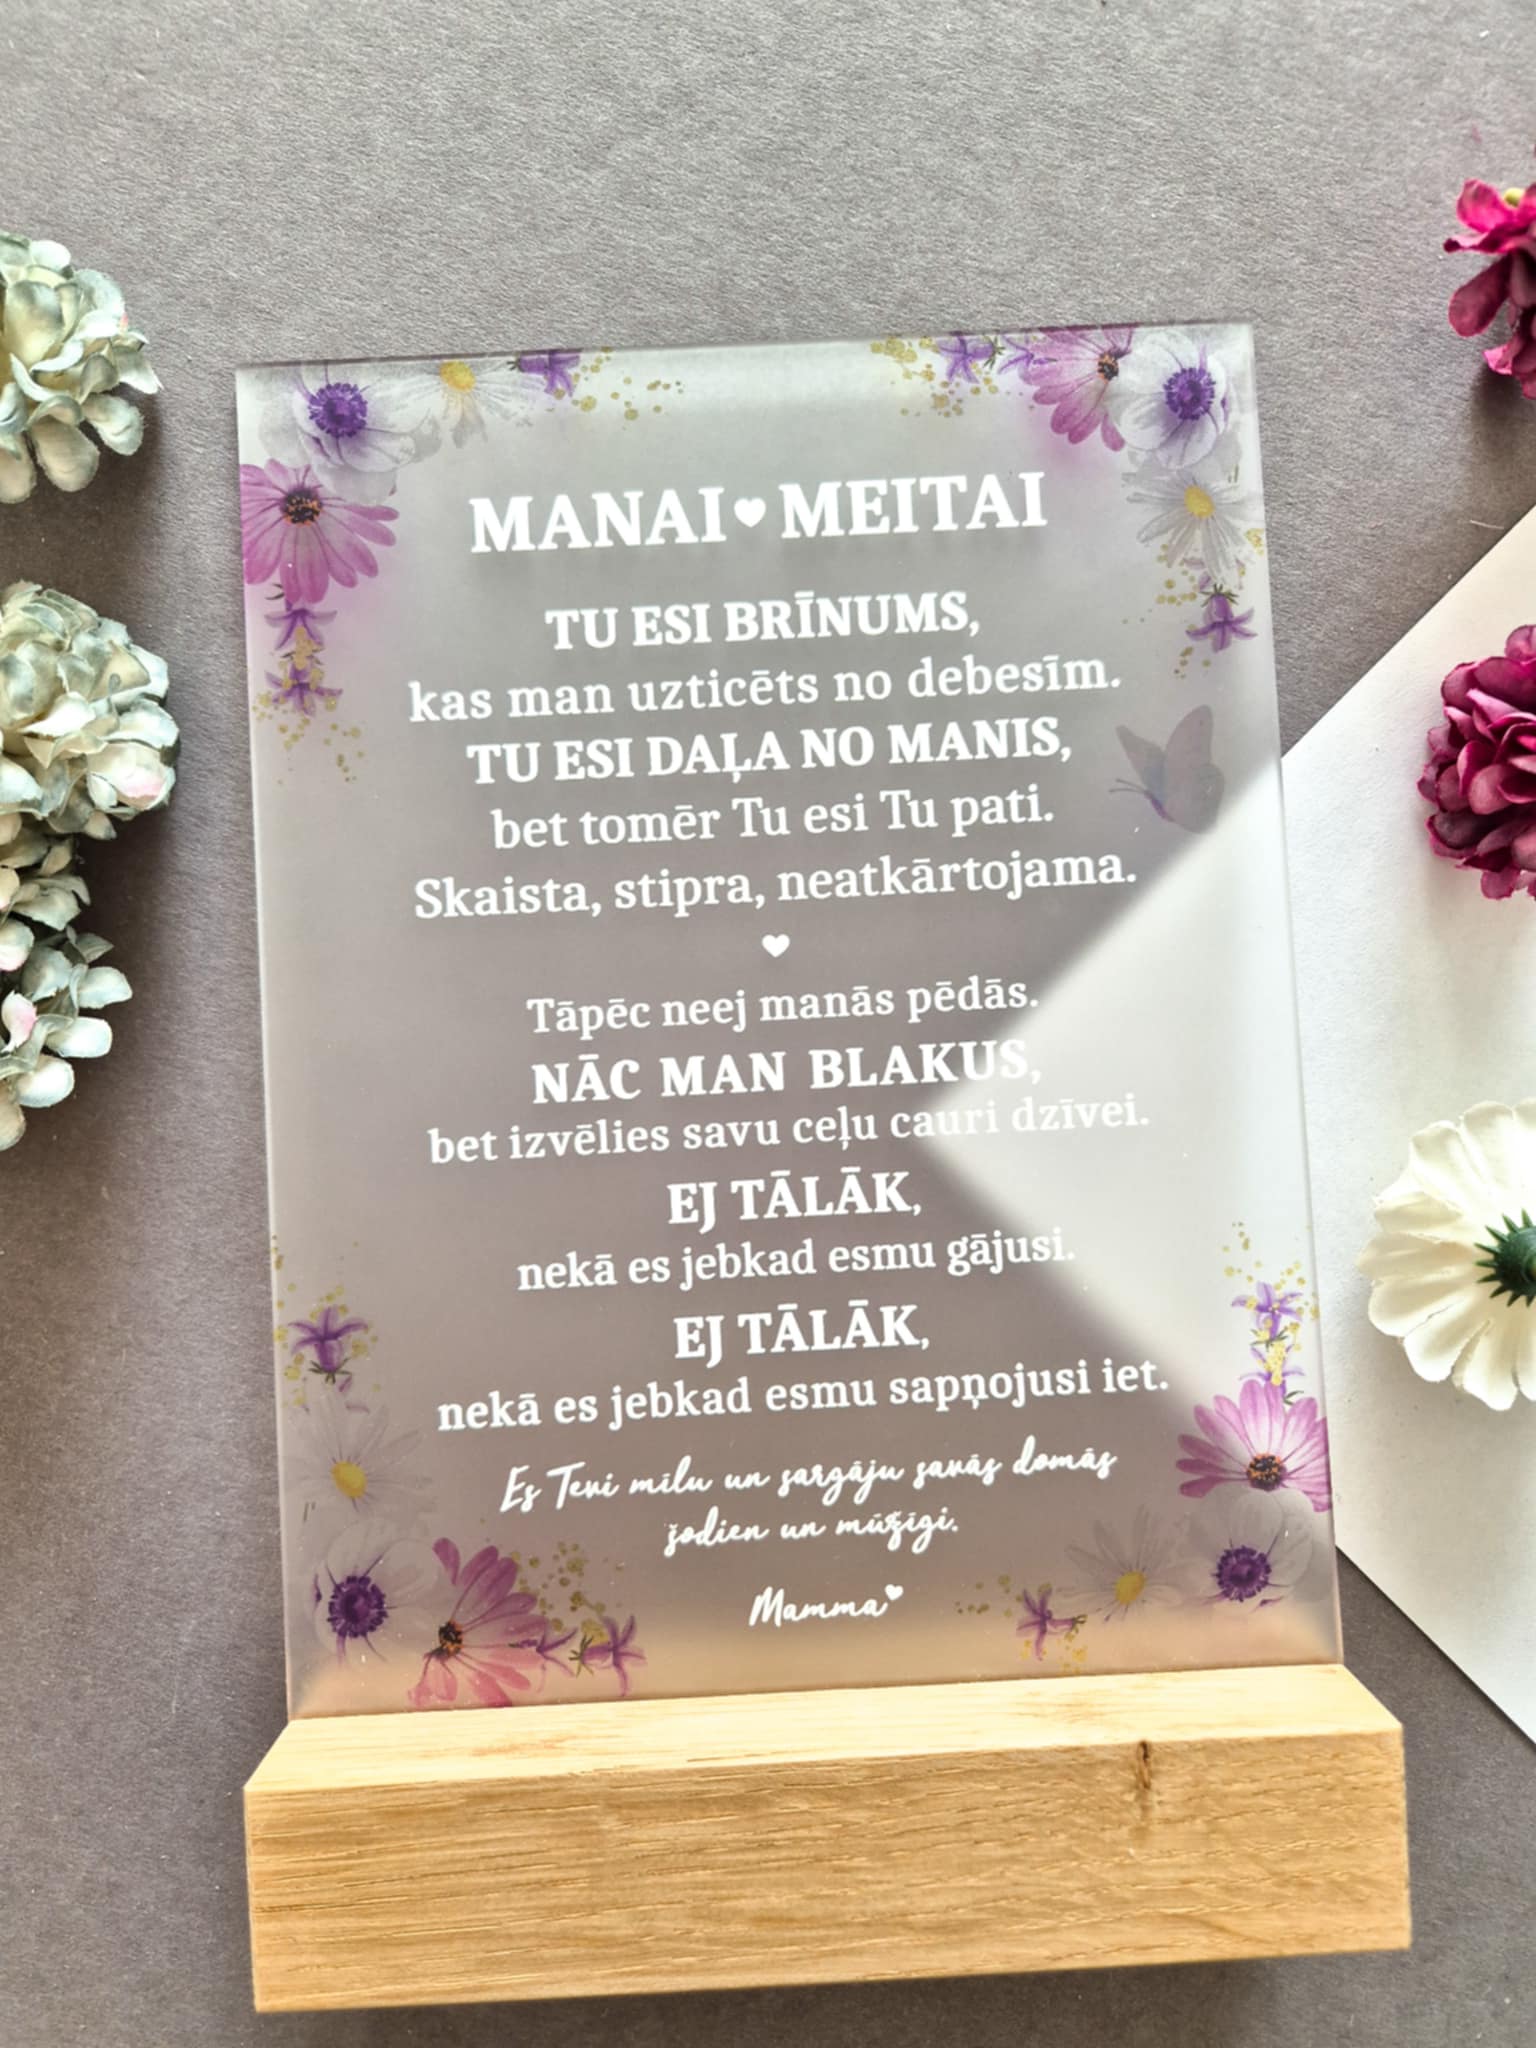 MANAI MEITAI
TU ESI BRĪNUMS,
kas man uzticēts no debesīm.
TU ESI DAĻA NO MANIS,
bet tomēr Tu esi Tu pati.
Skaista, stipra, neatkārtojama.
Tāpēc neej manās pēdās.
NĀC MAN BLAKUS,
bet izvēlies savu ceļu cauri dzīvei.
EJ TĀLĀK,
nekā es jebkad esmu gājusi.
EJ TĀLĀK,
nekā es jebkad esmu sapņojusi iet.
Es Tevi mīlu un sargāju savās domās
šodien un mūžīgi.
Mamma